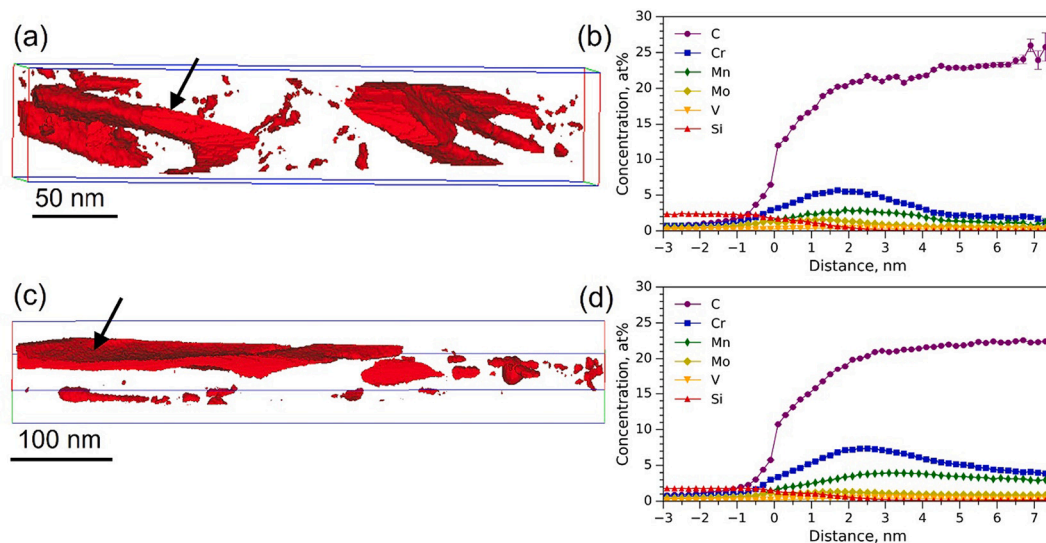 (a)
50 nm
(b)
Concentration, at%
30
25
20
15
10
5
0
C
Cr
Mn
Mo
V
Si
−3 −2 −1 0 1 2 3 4 5 6 7
Distance, nm
(c)
100 nm
(d)
Concentration, at%
30
25
20
15
10
5
0
C
Cr
Mn
Mo
V
Si
−3 −2 −1 0 1 2 3 4 5 6 7
Distance, nm